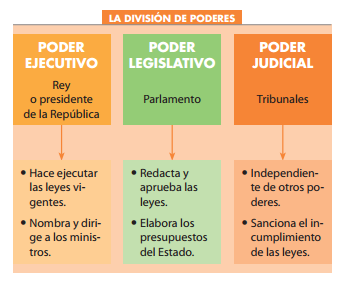 LA DIVISIÓN DE PODERES
PODER
EJECUTIVO
Rey
o presidente
de la República
• Hace ejecutar
las leyes vi-
gentes.
• Nombra y diri-
ge a los minis-
tros.
PODER
LEGISLATIVO
Parlamento
• Redacta y
aprueba las
leyes.
• Elabora los
presupuestos
del Estado.
PODER
JUDICIAL
Tribunales
• Independien-
te de otros po-
deres.
• Sanciona el in-
cumplimiento
de las leyes.